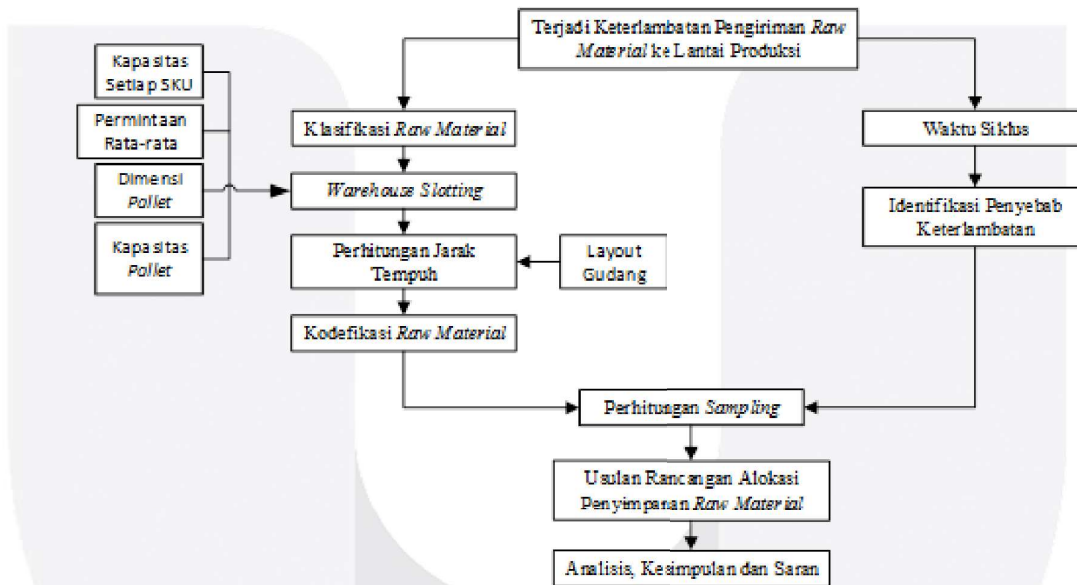 Terjadi Keterlambatan Pengiriman Raw
Material ke Lantai Produksi
Kapasitas
Setiap SKU
Permintaan
Rata-rata
Dimensi
Pallet
Kapasitas
Pallet
Klasifikasi Raw Material
Warehouse Slotting
Perhitungan Jarak
Tempuh
Layout
Gudang
Kodefikasi Raw Material
Waktu Siklus
Identifikasi Penyebab
Keterlambatan
Perhitungan Sampling
Usulan Rancangan Alokasi
Penyimpanan Raw Material
Analisis, Kesimpulan dan Saran